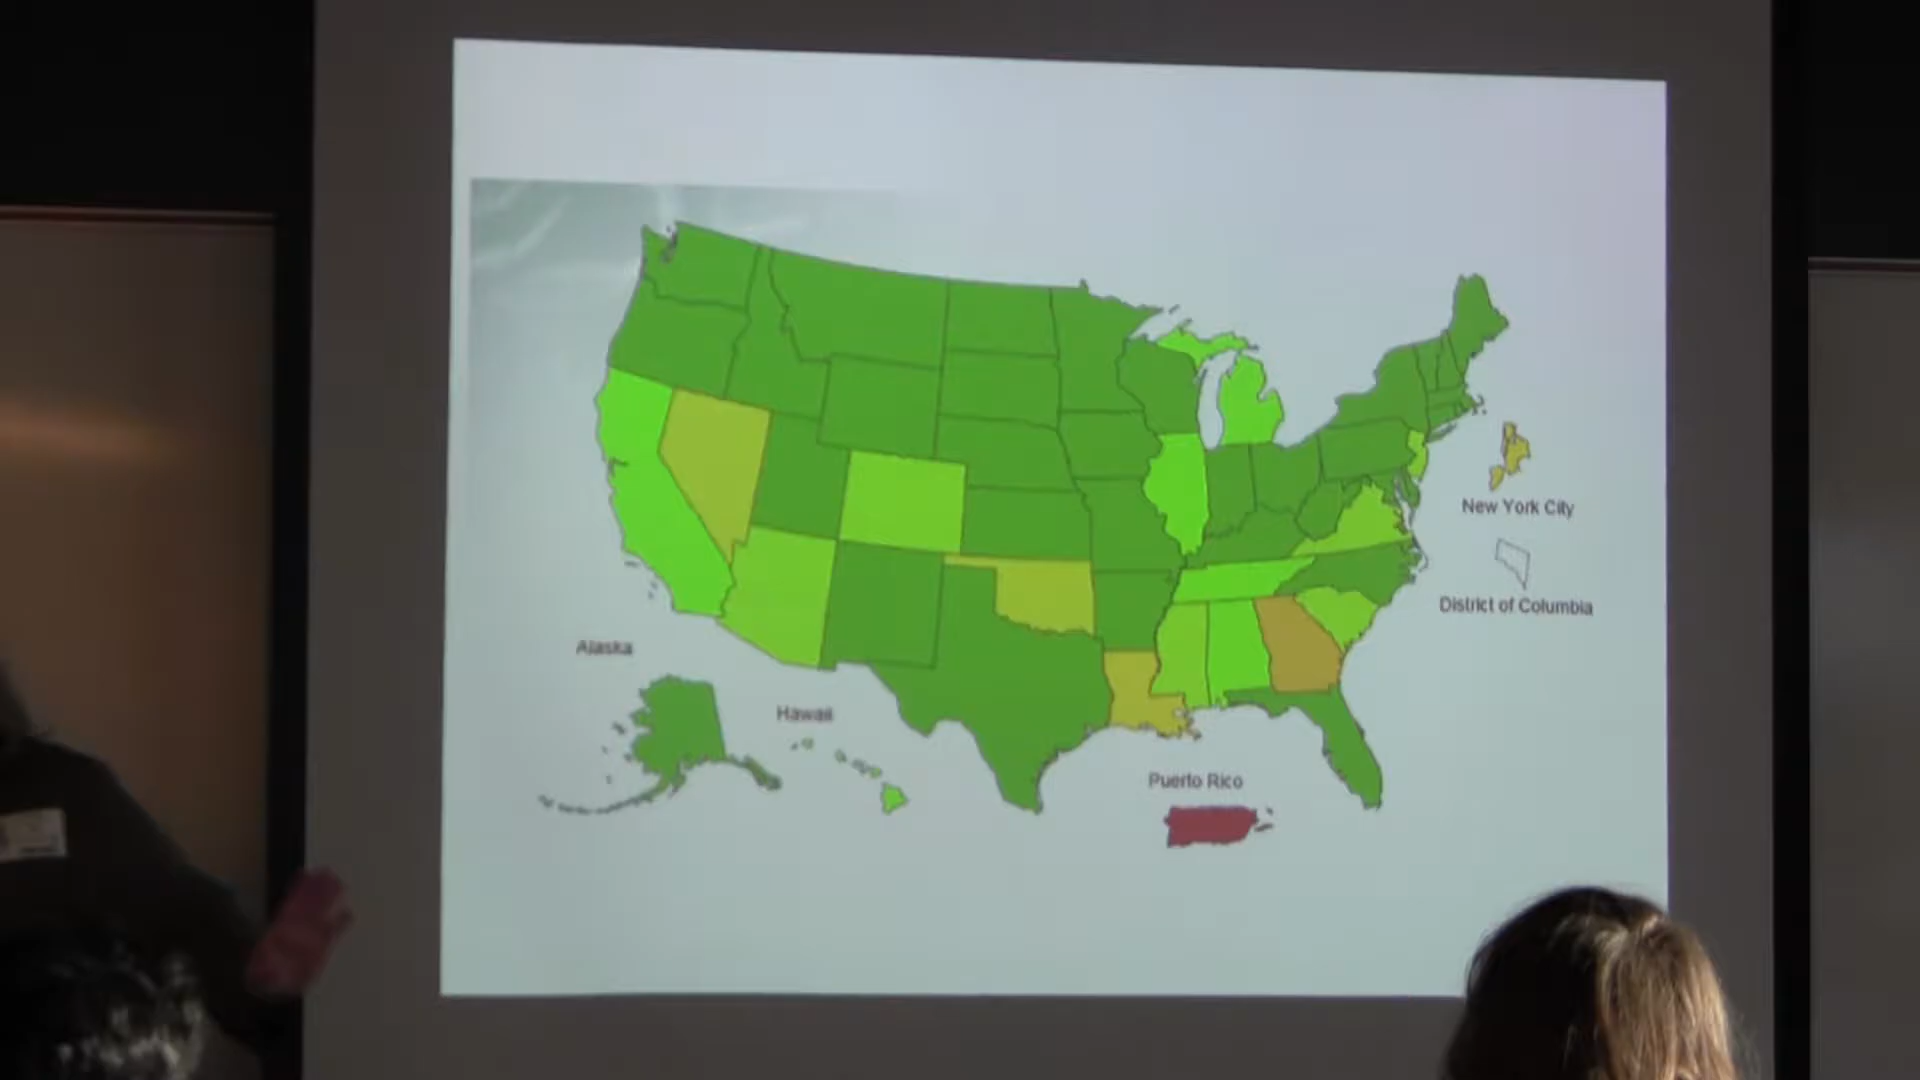 New York City
District of Columbia
Alaska
Hawaii
Puerto Rico